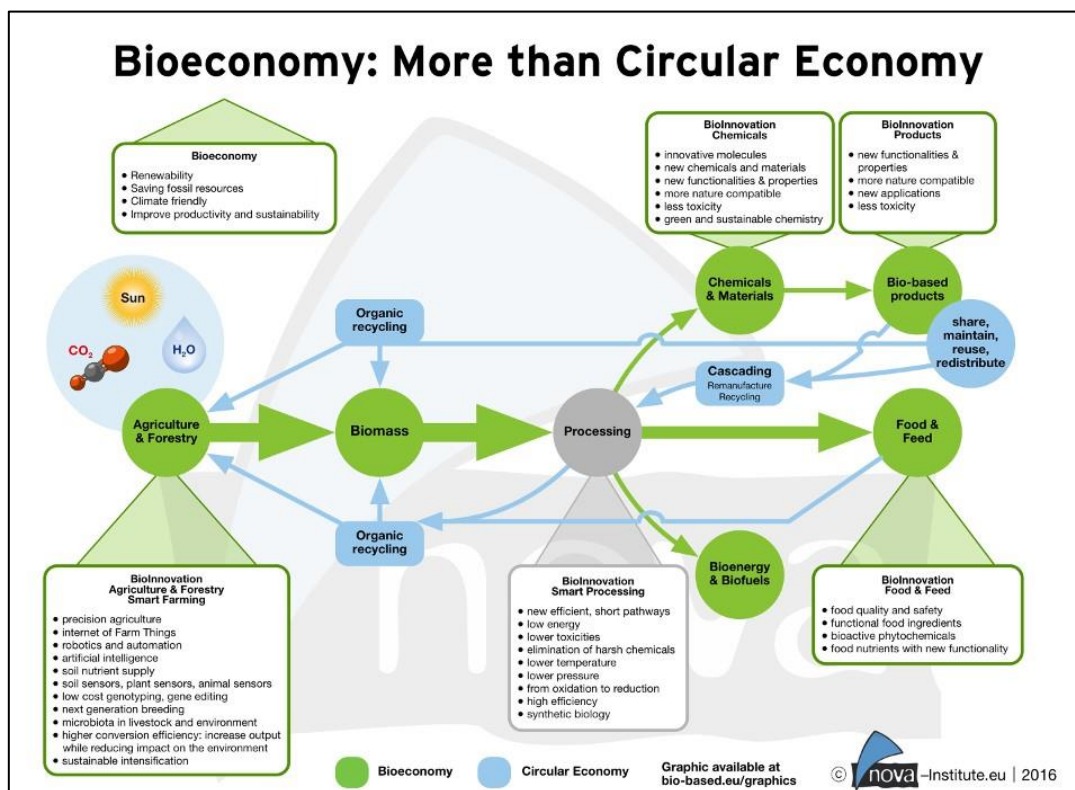 Bioeconomy: More than Circular Economy
Bioeconomy
• Renewability
• Saving fossil resources
• Climate friendly
• Improve productivity and sustainability
BioInnovation
Chemicals
• innovative molecules
• new chemicals and materials
• new functionalities & properties
• more nature compatible
• less toxicity
• green and sustainable chemistry
BioInnovation
Products
• new functionalities &
properties
• more nature compatible
• new applications
• less toxicity
Sun
CO2
H2O
Organic
recycling
Chemicals
& Materials
Bio-based
products
share,
maintain,
reuse,
redistribute
Cascading
Remanufacture
Recycling
Agriculture
& Forestry
Biomass
Processing
Food &
Feed
Organic
recycling
Bioenergy
& Biofuels
nova
BioInnovation
Agriculture & Forestry
Smart Farming
• precision agriculture
• internet of Farm Things
• robotics and automation
• artificial intelligence
• soil nutrient supply
• soil sensors, plant sensors, animal sensors
• low cost genotyping, gene editing
• next generation breeding
• microbiota in livestock and environment
• higher conversion efficiency: increase output
while reducing impact on the environment
• sustainable intensification
BioInnovation
Smart Processing
• new efficient, short pathways
• low energy
• lower toxicities
• elimination of harsh chemicals
• lower temperature
• lower pressure
• from oxidation to reduction
• high efficiency
• synthetic biology
BioInnovation
Food & Feed
• food quality and safety
• functional food ingredients
• bioactive phytochemicals
• food nutrients with new functionality
Bioeconomy
Circular Economy
Graphic available at
bio-based.eu/graphics
© nova-Institute.eu | 2016